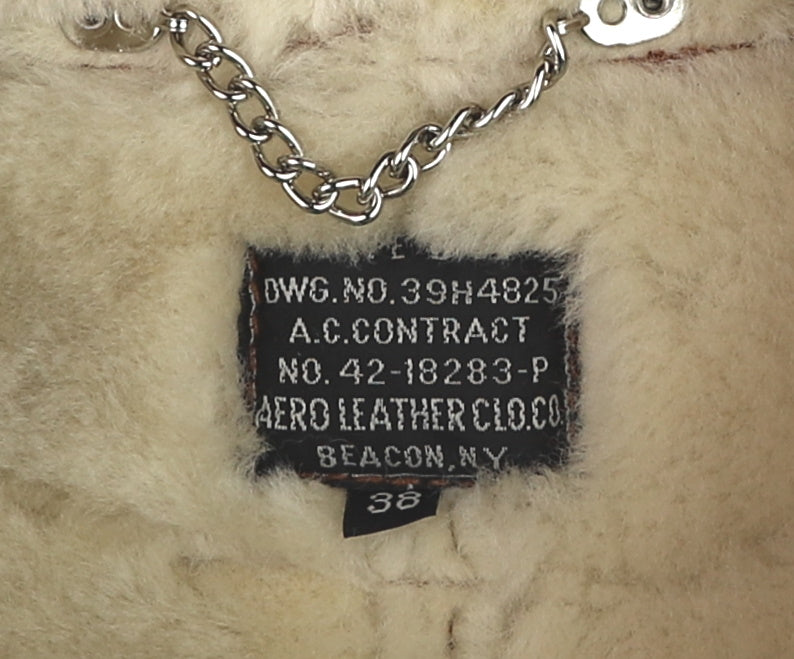 DWG.NO.39H4825
A.C.CONTRACT
NO. 42-18283-P
AERO LEATHER CLO.CO.
BEACON, N.Y
38